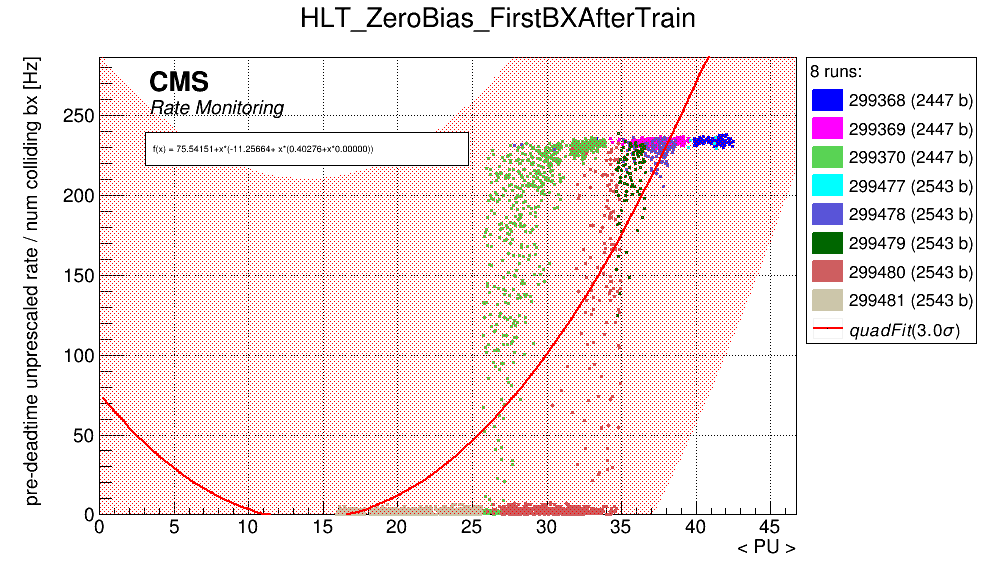 HLT_ZeroBias_FirstBXAfterTrain
pre-deadtime unprescaled rate / num colliding bx [Hz]
CMS
Rate Monitoring
f(x) = 75.54151+x*(-11.25664+ x*(0.40276+x*0.00000))
250
200
150
100
50
0
0 5 10 15 20 25 30 35 40 45
< PU >
8 runs:
299368 (2447 b)
299369 (2447 b)
299370 (2447 b)
299477 (2543 b)
299478 (2543 b)
299479 (2543 b)
299480 (2543 b)
299481 (2543 b)
quadFit(3.0σ)